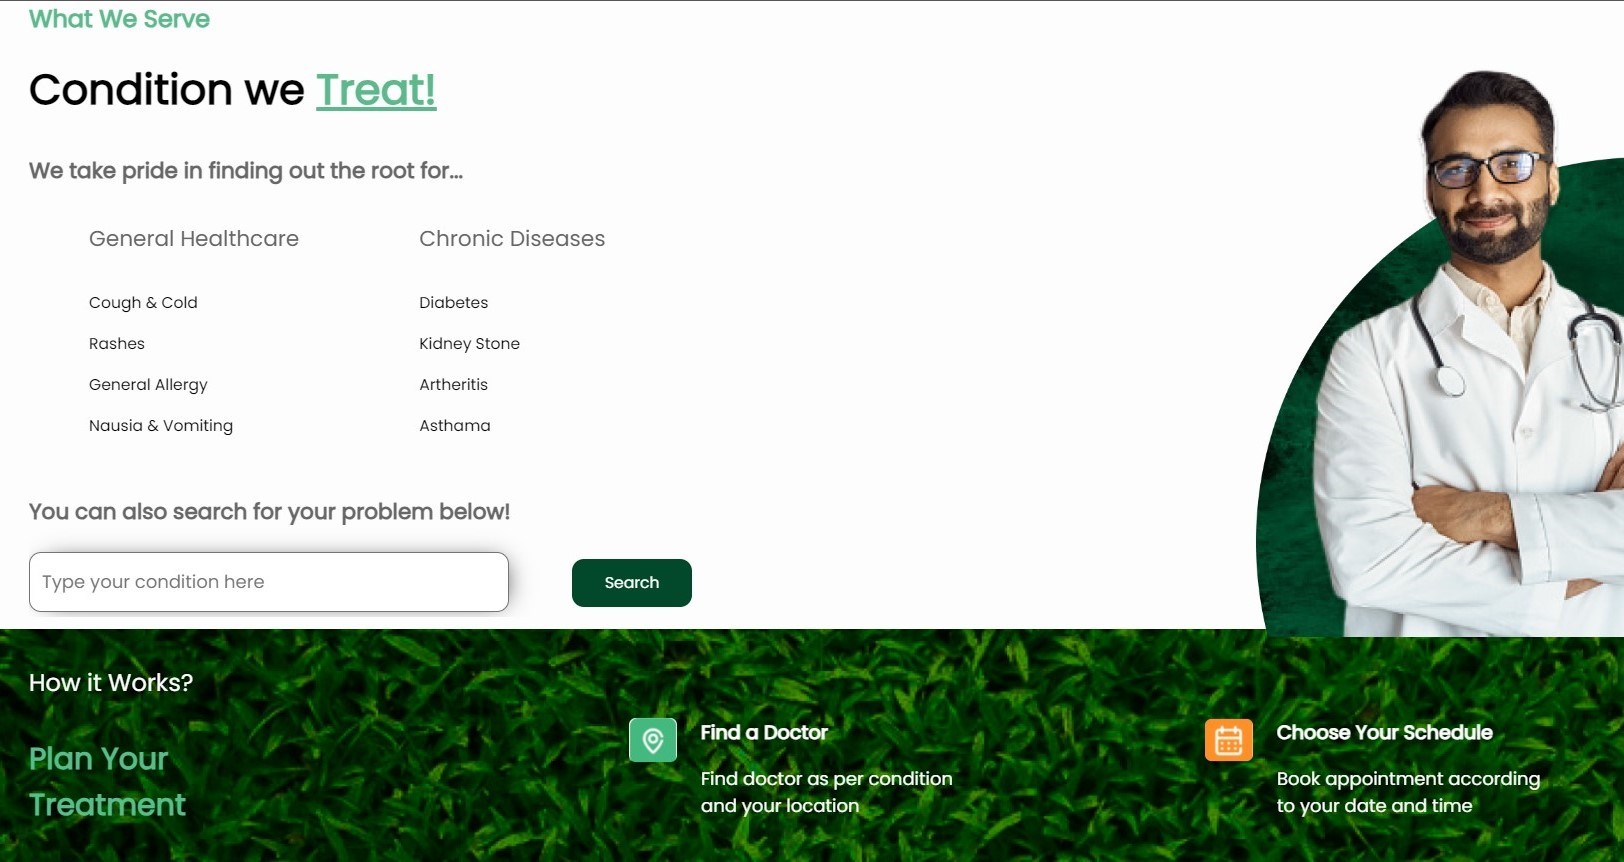 What We Serve
Condition we Treat!
We take pride in finding out the root for...
General Healthcare
Cough & Cold
Rashes
General Allergy
Nausia & Vomiting
Chronic Diseases
Diabetes
Kidney Stone
Artheritis
Asthama
You can also search for your problem below!
Type your condition here
Search
How it Works?
Plan Your
Treatment
Find a Doctor
Find doctor as per condition
and your location
Choose Your Schedule
Book appointment according
to your date and time